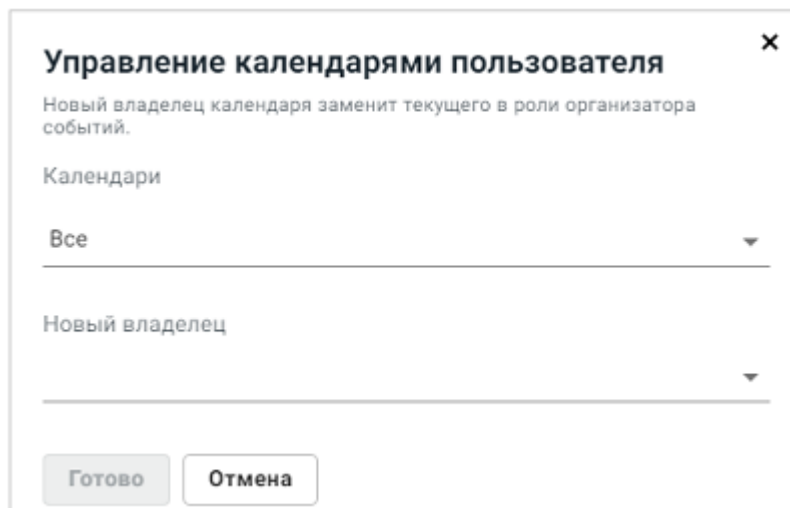 Управление календарями пользователя
Новый владелец календаря заменит текущего в роли организатора
событий.
Календари
Все
Новый владелец
Готово
Отмена